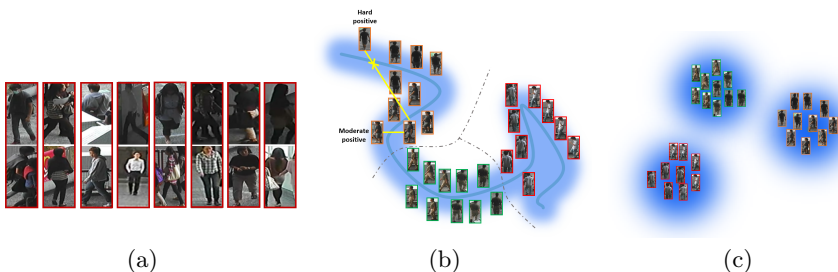 Hard
positive
Moderate
positive
(a)
(b)
(c)